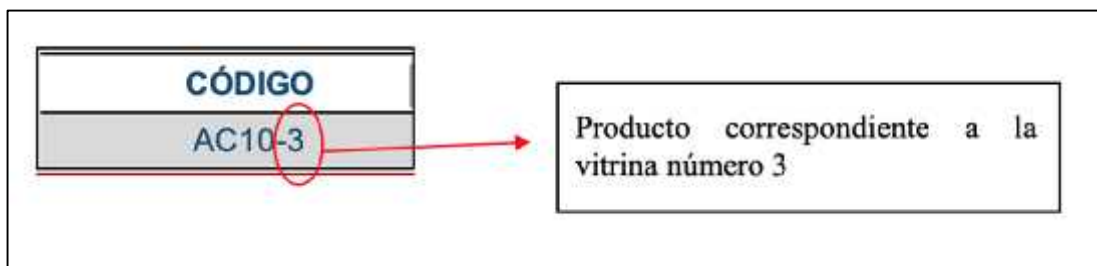 CÓDIGO
AC10-3
Producto correspondiente a la
vitrina número 3